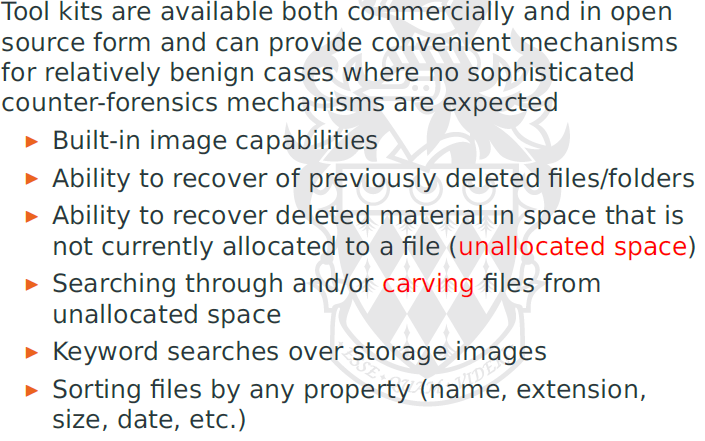 Tool kits are available both commercially and in open
source form and can provide convenient mechanisms
for relatively benign cases where no sophisticated
counter-forensics mechanisms are expected
► Built-in image capabilities
► Ability to recover of previously deleted files/folders
► Ability to recover deleted material in space that is
not currently allocated to a file (unallocated space)
► Searching through and/or carving files from
unallocated space
► Keyword searches over storage images
► Sorting files by any property (name, extension,
size, date, etc.)